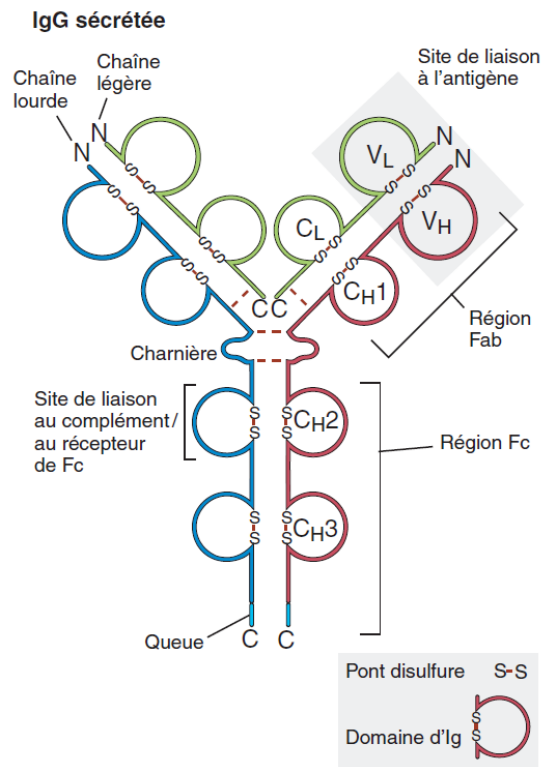 IgG sécrétée
Chaîne
légère
Chaîne
lourde
Site de liaison
à l'antigène
N
N
N
N
S-S
S-S
S-S
S-S
VL
VH
S-S
S-S
S-S
S-S
CL
CH1
C C
Région
Fab
Charnière
Site de liaison
au complément/
au récepteur
de Fc
S-S
S-S
CH2
Région Fc
S-S
S-S
CH3
Queue
C C
Pont disulfure S-S
Domaine d'Ig
S-S